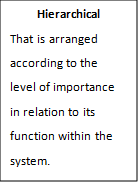 Hierarchical
That is arranged
according to the
level of importance
in relation to its
function within the
system.